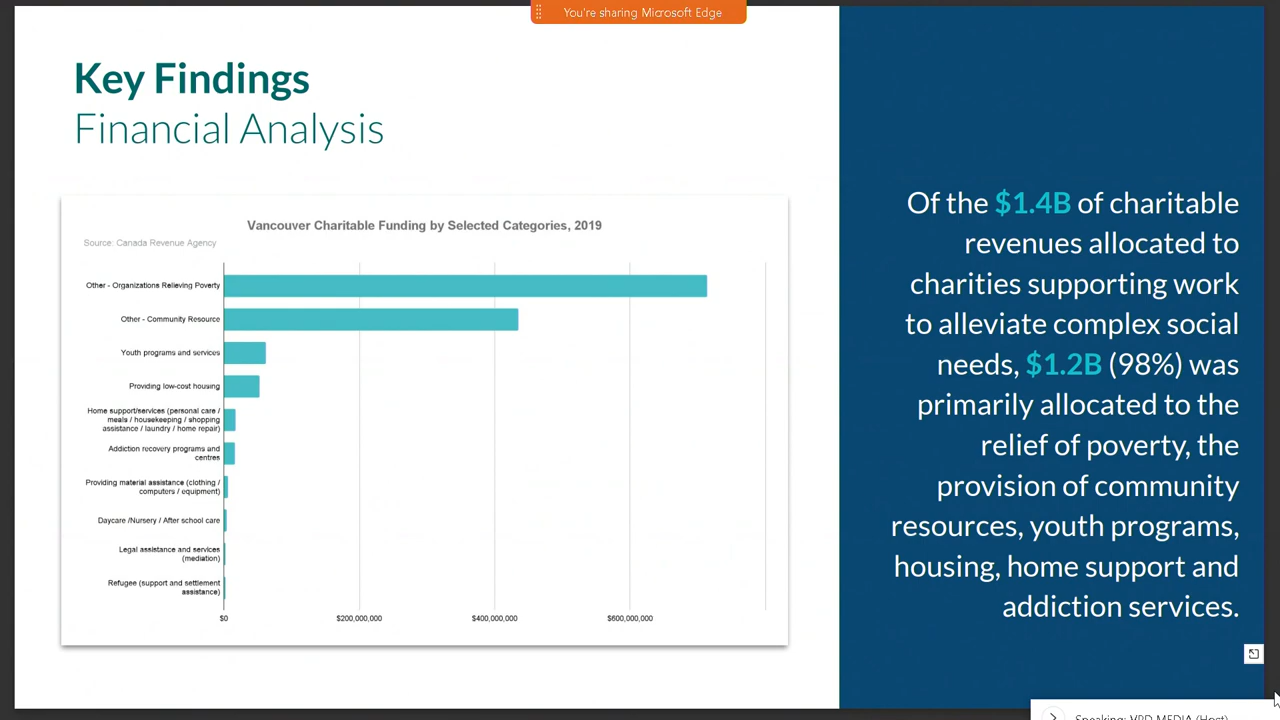 You're sharing Microsoft Edge
Key Findings
Financial Analysis
Vancouver Charitable Funding by Selected Categories, 2019
Source: Canada Revenue Agency
Other - Organizations Relieving Poverty
Other - Community Resource
Youth programs and services
Providing low-cost housing
Home support/services (personal care /
meals / housekeeping / shopping
assistance / laundry / home repair)
Addiction recovery programs and
centres
Providing material assistance (clothing /
computers / equipment)
Daycare /Nursery / After school care
Legal assistance and services
(mediation)
Refugee (support and settlement
assistance)
$0
$200,000,000
$400,000,000
$600,000,000
Of the $1.4B of charitable
revenues allocated to
charities supporting work
to alleviate complex social
needs, $1.2B (98%) was
primarily allocated to the
relief of poverty, the
provision of community
resources, youth programs,
housing, home support and
addiction services.
Speaking: VPD MEDIA (Host)